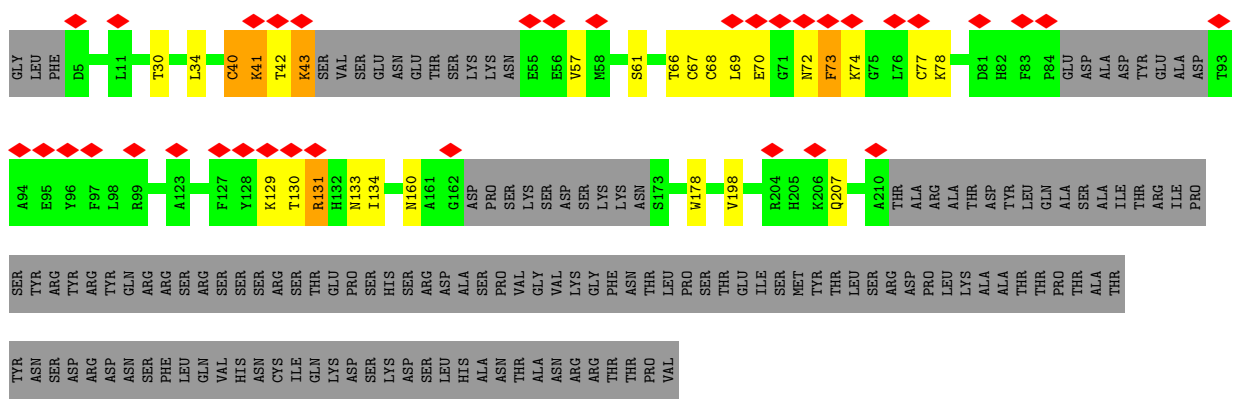 GLY LEU PHE D5 L11 T30 L34 C40 K41 T42 K43 SER VAL SER GLU ASN GLU THR SER LYS LYS ASN E55 E56 V57 M58 S61 T66 C67 C68 L69 E70 G71 N72 F73 K74 G75 L76 C77 K78 D81 H82 F83 P84 GLU ASP ALA ASP TYR GLU ALA ASP T93
A94 E95 Y96 F97 L98 R99 A123 F127 Y128 K129 T130 R131 H132 N133 I134 N160 A161 G162 ASP PRO SER LYS SER ASP SER LYS LYS ASN S173 W178 V198 R204 H205 K206 Q207 A210 THR ALA ARG ALA THR ASP TYR LEU GLN ALA SER ALA ILE THR ARG ILE PRO
SER TYR ARG TYR ARG TYR GLN ARG ARG SER ARG SER SER SER ARG SER THR GLU PRO SER HIS SER ARG ASP ALA SER PRO VAL GLY VAL LYS GLY PHE ASN THR LEU PRO SER THR GLU ILE SER MET TYR THR LEU SER ARG ASP PRO LEU LYS ALA ALA THR THR PRO THR ALA THR
TYR ASN SER ASP ARG ASP ASN SER PHE LEU GLN VAL HIS ASN CYS ILE GLN LYS ASP SER LYS ASP SER LEU HIS ALA ASN THR ALA ASN ARG ARG THR THR PRO VAL